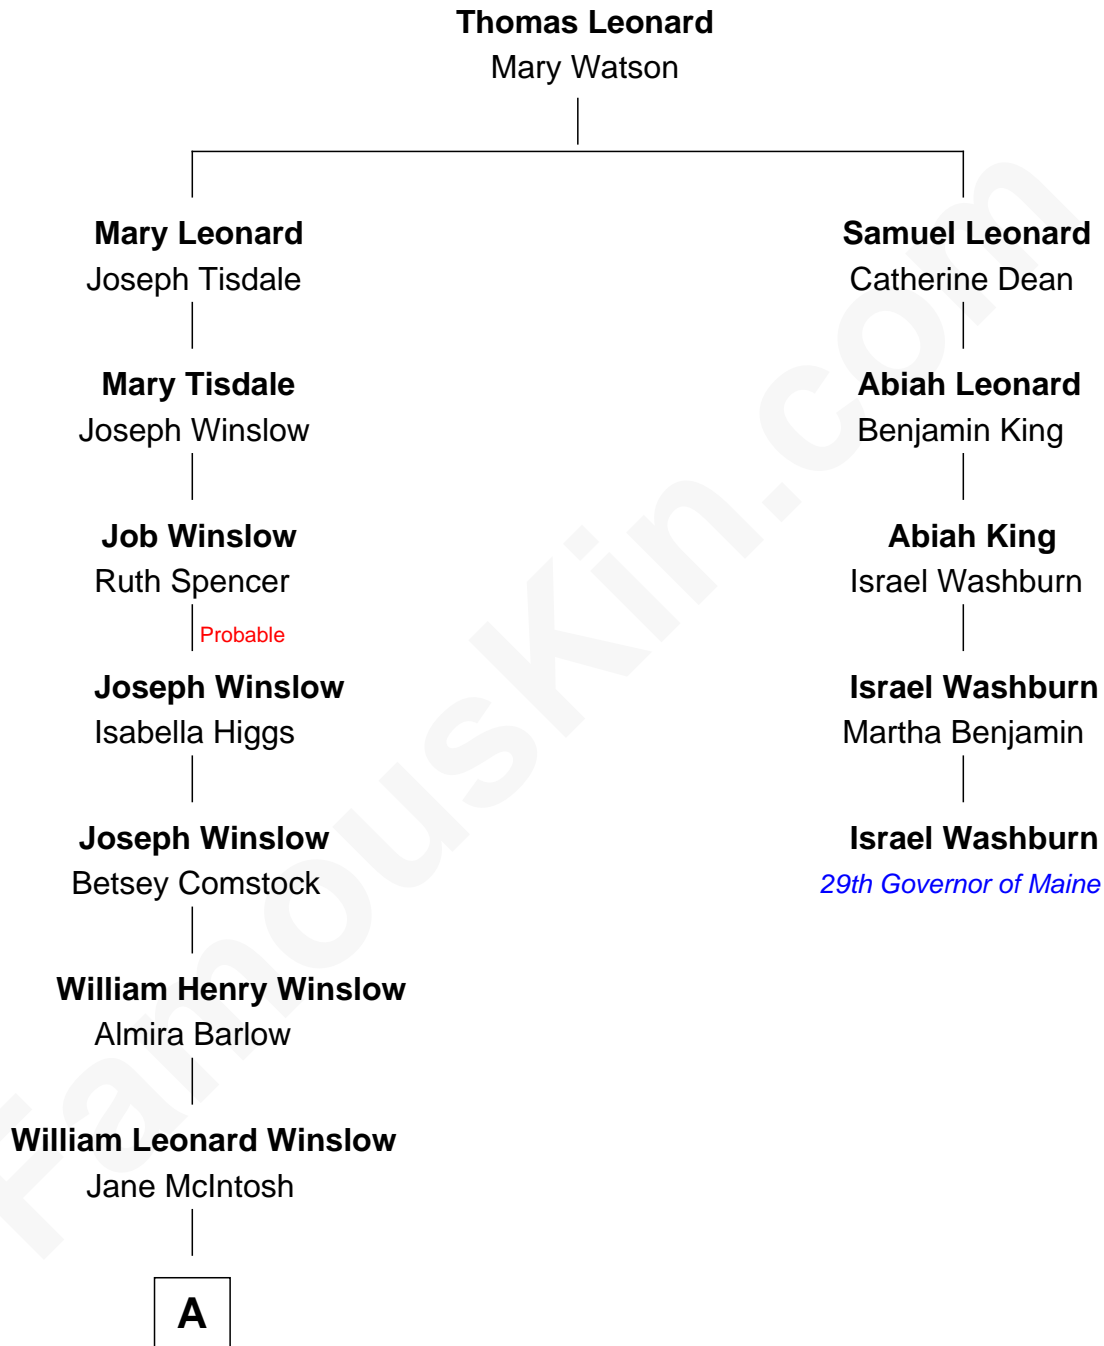 Thomas Leonard
Mary Watson
Mary Leonard
Joseph Tisdale
Samuel Leonard
Catherine Dean
Mary Tisdale
Joseph Winslow
Abiah Leonard
Benjamin King
Job Winslow
Ruth Spencer
Abiah King
Israel Washburn
Probable
Joseph Winslow
Isabella Higgs
Israel Washburn
Martha Benjamin
Joseph Winslow
Betsey Comstock
Israel Washburn
29th Governor of Maine
William Henry Winslow
Almira Barlow
William Leonard Winslow
Jane McIntosh
A
FamousKin.com